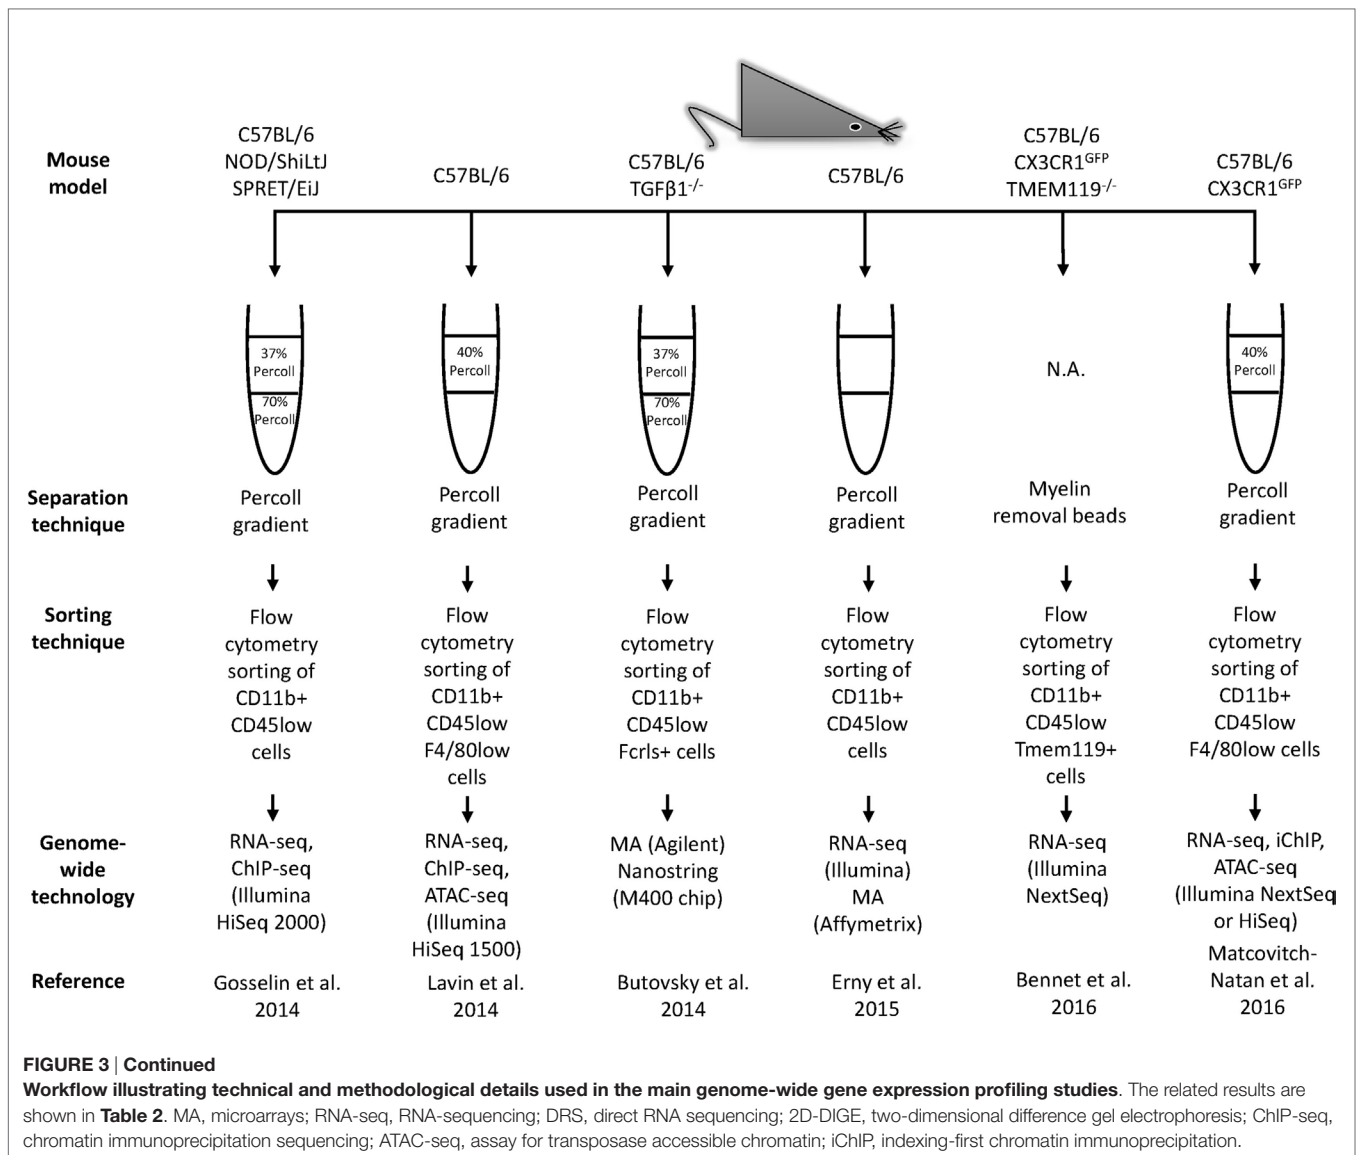 Mouse
model
C57BL/6
NOD/ShiLtJ
SPRET/EiJ
C57BL/6
C57BL/6
TGFβ1-/-
C57BL/6
C57BL/6
CX3CR1GFP
TMEM119-/-
C57BL/6
CX3CR1GFP
37%
Percoll
70%
Percoll
40%
Percoll
37%
Percoll
70%
Percoll
N.A.
40%
Percoll
Separation
technique
Percoll
gradient
Percoll
gradient
Percoll
gradient
Percoll
gradient
Myelin
removal beads
Percoll
gradient
Sorting
technique
Flow
cytometry
sorting of
CD11b+
CD45low
cells
Flow
cytometry
sorting of
CD11b+
CD45low
F4/80low
cells
Flow
cytometry
sorting of
CD11b+
CD45low
Fcrls+ cells
Flow
cytometry
sorting of
CD11b+
CD45low
cells
Flow
cytometry
sorting of
CD11b+
CD45low
Tmem119+
cells
Flow
cytometry
sorting of
CD11b+
CD45low
F4/80low cells
Genome-
wide
technology
RNA-seq,
ChIP-seq
(Illumina
HiSeq 2000)
RNA-seq,
ChIP-seq,
ATAC-seq
(Illumina
HiSeq 1500)
MA (Agilent)
Nanostring
(M400 chip)
RNA-seq
(Illumina)
MA
(Affymetrix)
RNA-seq
(Illumina
NextSeq)
RNA-seq, iChIP,
ATAC-seq
(Illumina NextSeq
or HiSeq)
Reference
Gosselin et al.
2014
Lavin et al.
2014
Butovsky et al.
2014
Erny et al.
2015
Bennet et al.
2016
Matcovitch-
Natan et al.
2016
FIGURE 3 | Continued
Workflow illustrating technical and methodological details used in the main genome-wide gene expression profiling studies. The related results are
shown in Table 2. MA, microarrays; RNA-seq, RNA-sequencing; DRS, direct RNA sequencing; 2D-DIGE, two-dimensional difference gel electrophoresis; ChIP-seq,
chromatin immunoprecipitation sequencing; ATAC-seq, assay for transposase accessible chromatin; iChIP, indexing-first chromatin immunoprecipitation.